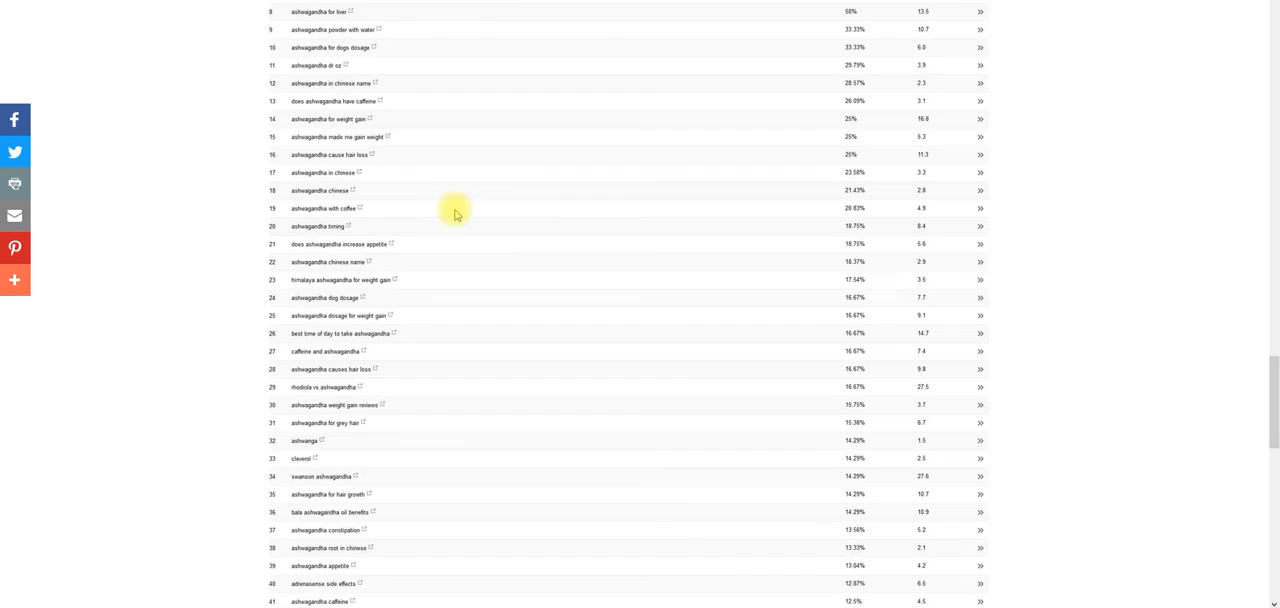 8 ashwagandha for liver 50% 13.5 »
9 ashwagandha powder with water 33.33% 10.7 »
10 ashwagandha for dogs dosage 33.33% 6.0 »
11 ashwagandha dr oz 29.79% 3.9 »
12 ashwagandha in chinese name 28.57% 2.3 »
13 does ashwagandha have caffeine 26.09% 3.1 »
14 ashwagandha for weight gain 25% 16.8 »
15 ashwagandha made me gain weight 25% 5.3 »
16 ashwagandha cause hair loss 25% 11.3 »
17 ashwagandha in chinese 23.58% 3.3 »
18 ashwagandha chinese 21.43% 2.8 »
19 ashwagandha with coffee 20.83% 4.9 »
20 ashwagandha timing 18.75% 8.4 »
21 does ashwagandha increase appetite 18.75% 5.6 »
22 ashwagandha chinese name 18.37% 2.9 »
23 himalaya ashwagandha for weight gain 17.54% 3.5 »
24 ashwagandha dog dosage 16.67% 7.7 »
25 ashwagandha dosage for weight gain 16.67% 9.1 »
26 best time of day to take ashwagandha 16.67% 14.7 »
27 caffeine and ashwagandha 16.67% 7.4 »
28 ashwagandha causes hair loss 16.67% 9.8 »
29 rhodiola vs ashwagandha 16.67% 27.5 »
30 ashwagandha weight gain reviews 15.75% 3.7 »
31 ashwagandha for grey hair 15.38% 6.7 »
32 ashwanga 14.29% 1.5 »
33 cleverol 14.29% 2.5 »
34 swanson ashwagandha 14.29% 27.6 »
35 ashwagandha for hair growth 14.29% 10.7 »
36 bala ashwagandha oil benefits 14.29% 10.9 »
37 ashwagandha constipation 13.56% 5.2 »
38 ashwagandha root in chinese 13.33% 2.1 »
39 ashwagandha appetite 13.04% 4.2 »
40 adrenasense side effects 12.87% 6.5 »
41 ashwagandha caffeine 12.5% 4.5 »